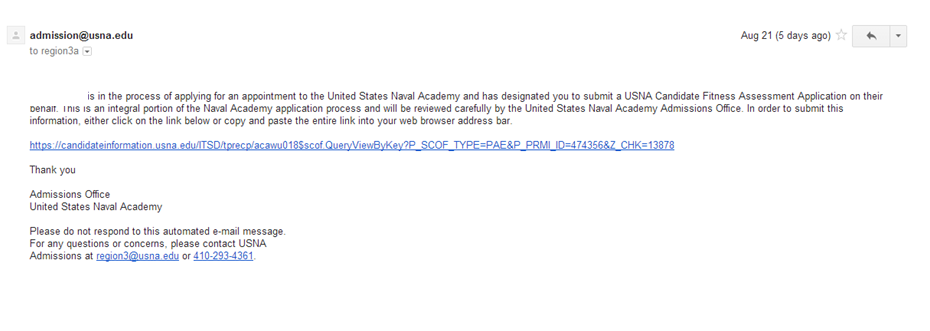 admission@usna.edu
Aug 21 (5 days ago)
to region3a
is in the process of applying for an appointment to the United States Naval Academy and has designated you to submit a USNA Candidate Fitness Assessment Application on their
behalf. This is an integral portion of the Naval Academy application process and will be reviewed carefully by the United States Naval Academy Admissions Office. In order to submit this
information, either click on the link below or copy and paste the entire link into your web browser address bar.
https://candidateinformation.usna.edu/ITSD/tprecp/acawu018$scof.QueryViewByKey?P_SCOF_TYPE=PAE&P_PRMI_ID=474356&Z_CHK=13878
Thank you
Admissions Office
United States Naval Academy
Please do not respond to this automated e-mail message.
For any questions or concerns, please contact USNA
Admissions at region3@usna.edu or 410-293-4361.